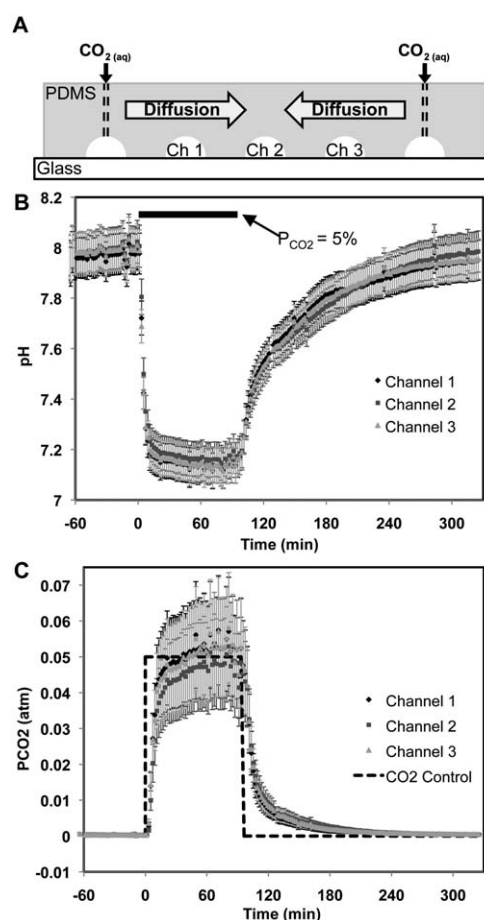 A
CO2 (aq) CO2 (aq)
PDMS
Diffusion Diffusion
Ch 1 Ch 2 Ch 3
Glass
B
8.2
PCO2 = 5%
8
7.8
pH
7.6
7.4
Channel 1
Channel 2
7.2
Channel 3
7
-60 0 60 120 180 240 300
Time (min)
C
0.07
0.06
0.05
PCO2 (atm)
0.04
Channel 1
0.03
Channel 2
Channel 3
0.02
CO2 Control
0.01
0
-0.01
-60 0 60 120 180 240 300
Time (min)